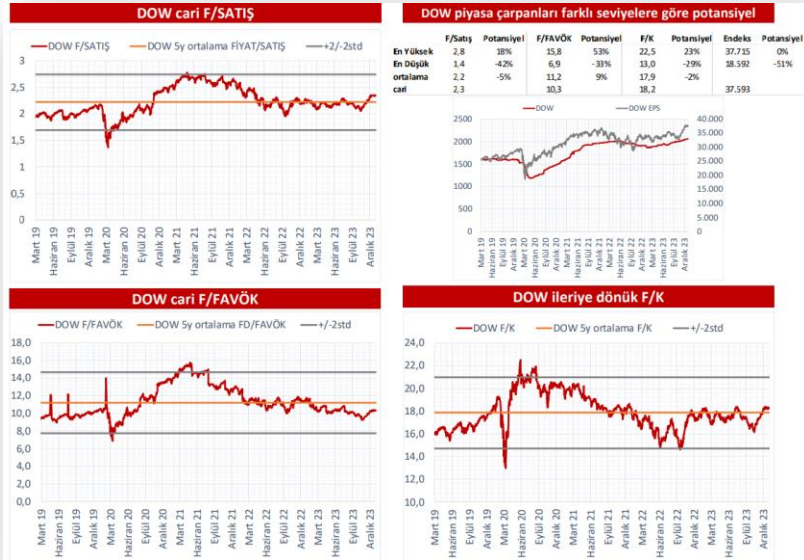 DOW cari F/SATIŞ
DOW F/SATIŞ DOW 5y ortalama FİYAT/SATIŞ +2/-2std
3
2,5
2
1,5
1
0,5
0
Mart 19 Haziran 19 Eylül 19 Aralık 19 Mart 20 Haziran 20 Eylül 20 Aralık 20 Mart 21 Haziran 21 Eylül 21 Aralık 21 Mart 22 Haziran 22 Eylül 22 Aralık 22 Mart 23 Haziran 23 Eylül 23 Aralık 23
DOW piyasa çarpanları farklı seviyelere göre potansiyel
F/Satış Potansiyel F/FAVÖK Potansiyel F/K Potansiyel Endeks Potansiyel
En Yüksek 2,8 18% 15,8 53% 22,5 23% 37.715 0%
En Düşük 1,4 -42% 6,9 -33% 13,0 -29% 18.592 -51%
ortalama 2,2 -5% 11,2 9% 17,9 -2%
cari 2,3 10,3 18,2 37.593
DOW DOW EPS
2500 40.000
35.000
2000 30.000
1500 25.000
20.000
1000 15.000
500 10.000
5.000
0 0
Mart 19 Haziran 19 Eylül 19 Aralık 19 Mart 20 Haziran 20 Eylül 20 Aralık 20 Mart 21 Haziran 21 Eylül 21 Aralık 21 Mart 22 Haziran 22 Eylül 22 Aralık 22 Mart 23 Haziran 23 Eylül 23 Aralık 23
DOW cari F/FAVÖK
DOW F/FAVÖK DOW 5y ortalama FD/FAVÖK +/-2std
18,0
16,0
14,0
12,0
10,0
8,0
6,0
4,0
2,0
0,0
Mart 19 Haziran 19 Eylül 19 Aralık 19 Mart 20 Haziran 20 Eylül 20 Aralık 20 Mart 21 Haziran 21 Eylül 21 Aralık 21 Mart 22 Haziran 22 Eylül 22 Aralık 22 Mart 23 Haziran 23 Eylül 23 Aralık 23
DOW ileriye dönük F/K
DOW F/K DOW 5y ortalama F/K +/-2std
24,0
22,0
20,0
18,0
16,0
14,0
12,0
10,0
Mart 19 Haziran 19 Eylül 19 Aralık 19 Mart 20 Haziran 20 Eylül 20 Aralık 20 Mart 21 Haziran 21 Eylül 21 Aralık 21 Mart 22 Haziran 22 Eylül 22 Aralık 22 Mart 23 Haziran 23 Eylül 23 Aralık 23